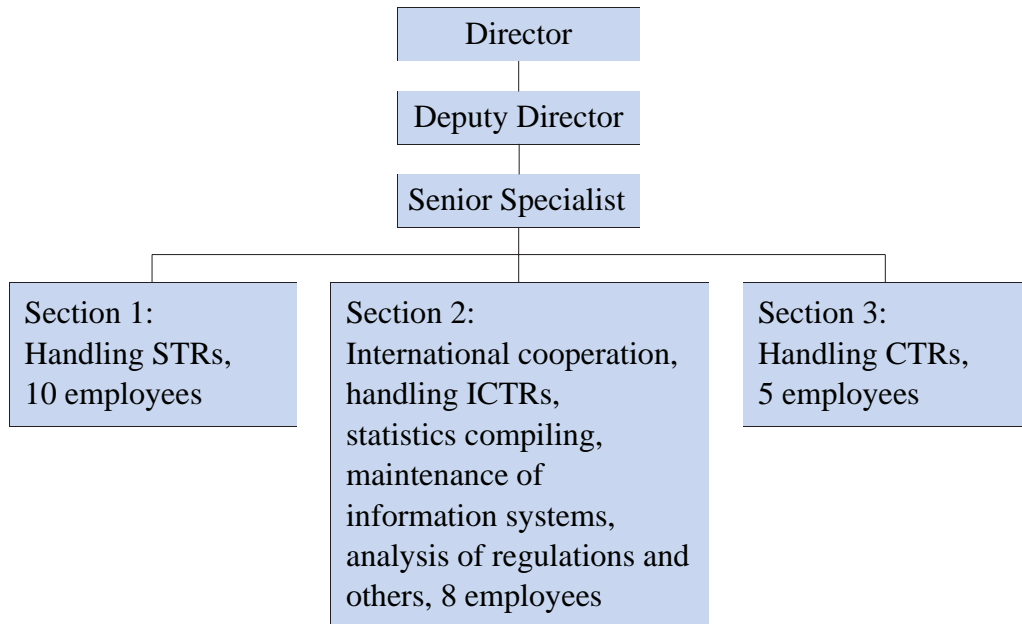 Director
Deputy Director
Senior Specialist
Section 1:
Handling STRs,
10 employees
Section 2:
International cooperation,
handling ICTRs,
statistics compiling,
maintenance of
information systems,
analysis of regulations and
others, 8 employees
Section 3:
Handling CTRs,
5 employees